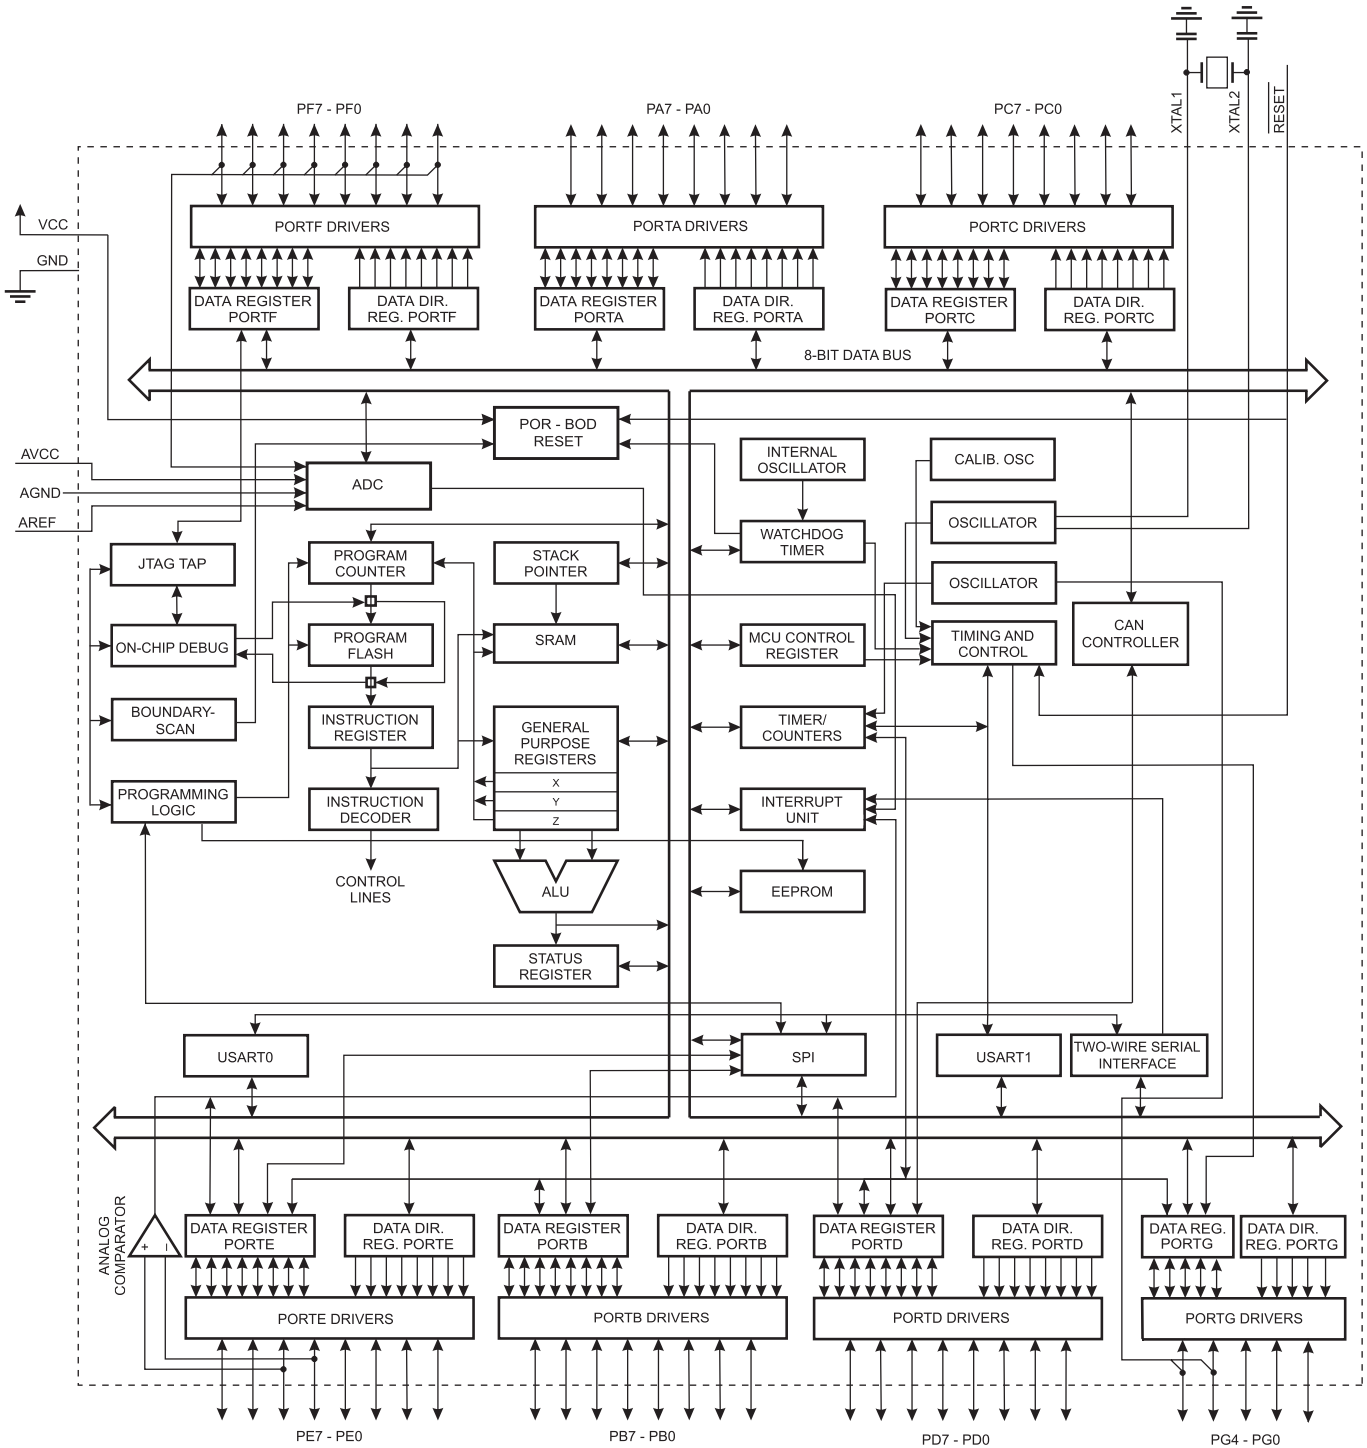 XTAL1
XTAL2
RESET
PF7 - PF0
PA7 - PA0
PC7 - PC0
VCC
GND
PORTF DRIVERS
PORTA DRIVERS
PORTC DRIVERS
DATA REGISTER
PORTF
DATA DIR.
REG. PORTF
DATA REGISTER
PORTA
DATA DIR.
REG. PORTA
DATA REGISTER
PORTC
DATA DIR.
REG. PORTC
8-BIT DATA BUS
POR - BOD
RESET
INTERNAL
OSCILLATOR
CALIB. OSC
AVCC
AGND
AREF
ADC
OSCILLATOR
WATCHDOG
TIMER
JTAG TAP
PROGRAM
COUNTER
STACK
POINTER
OSCILLATOR
ON-CHIP DEBUG
PROGRAM
FLASH
SRAM
MCU CONTROL
REGISTER
TIMING AND
CONTROL
CAN
CONTROLLER
BOUNDARY-
SCAN
INSTRUCTION
REGISTER
GENERAL
PURPOSE
REGISTERS
X
Y
Z
TIMER/
COUNTERS
PROGRAMMING
LOGIC
INSTRUCTION
DECODER
INTERRUPT
UNIT
CONTROL
LINES
ALU
EEPROM
STATUS
REGISTER
USART0
SPI
USART1
TWO-WIRE SERIAL
INTERFACE
ANALOG
COMPARATOR
+
–
DATA REGISTER
PORTE
DATA DIR.
REG. PORTE
DATA REGISTER
PORTB
DATA DIR.
REG. PORTB
DATA REGISTER
PORTD
DATA DIR.
REG. PORTD
DATA REG.
PORTG
DATA DIR.
REG. PORTG
PORTE DRIVERS
PORTB DRIVERS
PORTD DRIVERS
PORTG DRIVERS
PE7 - PE0
PB7 - PB0
PD7 - PD0
PG4 - PG0